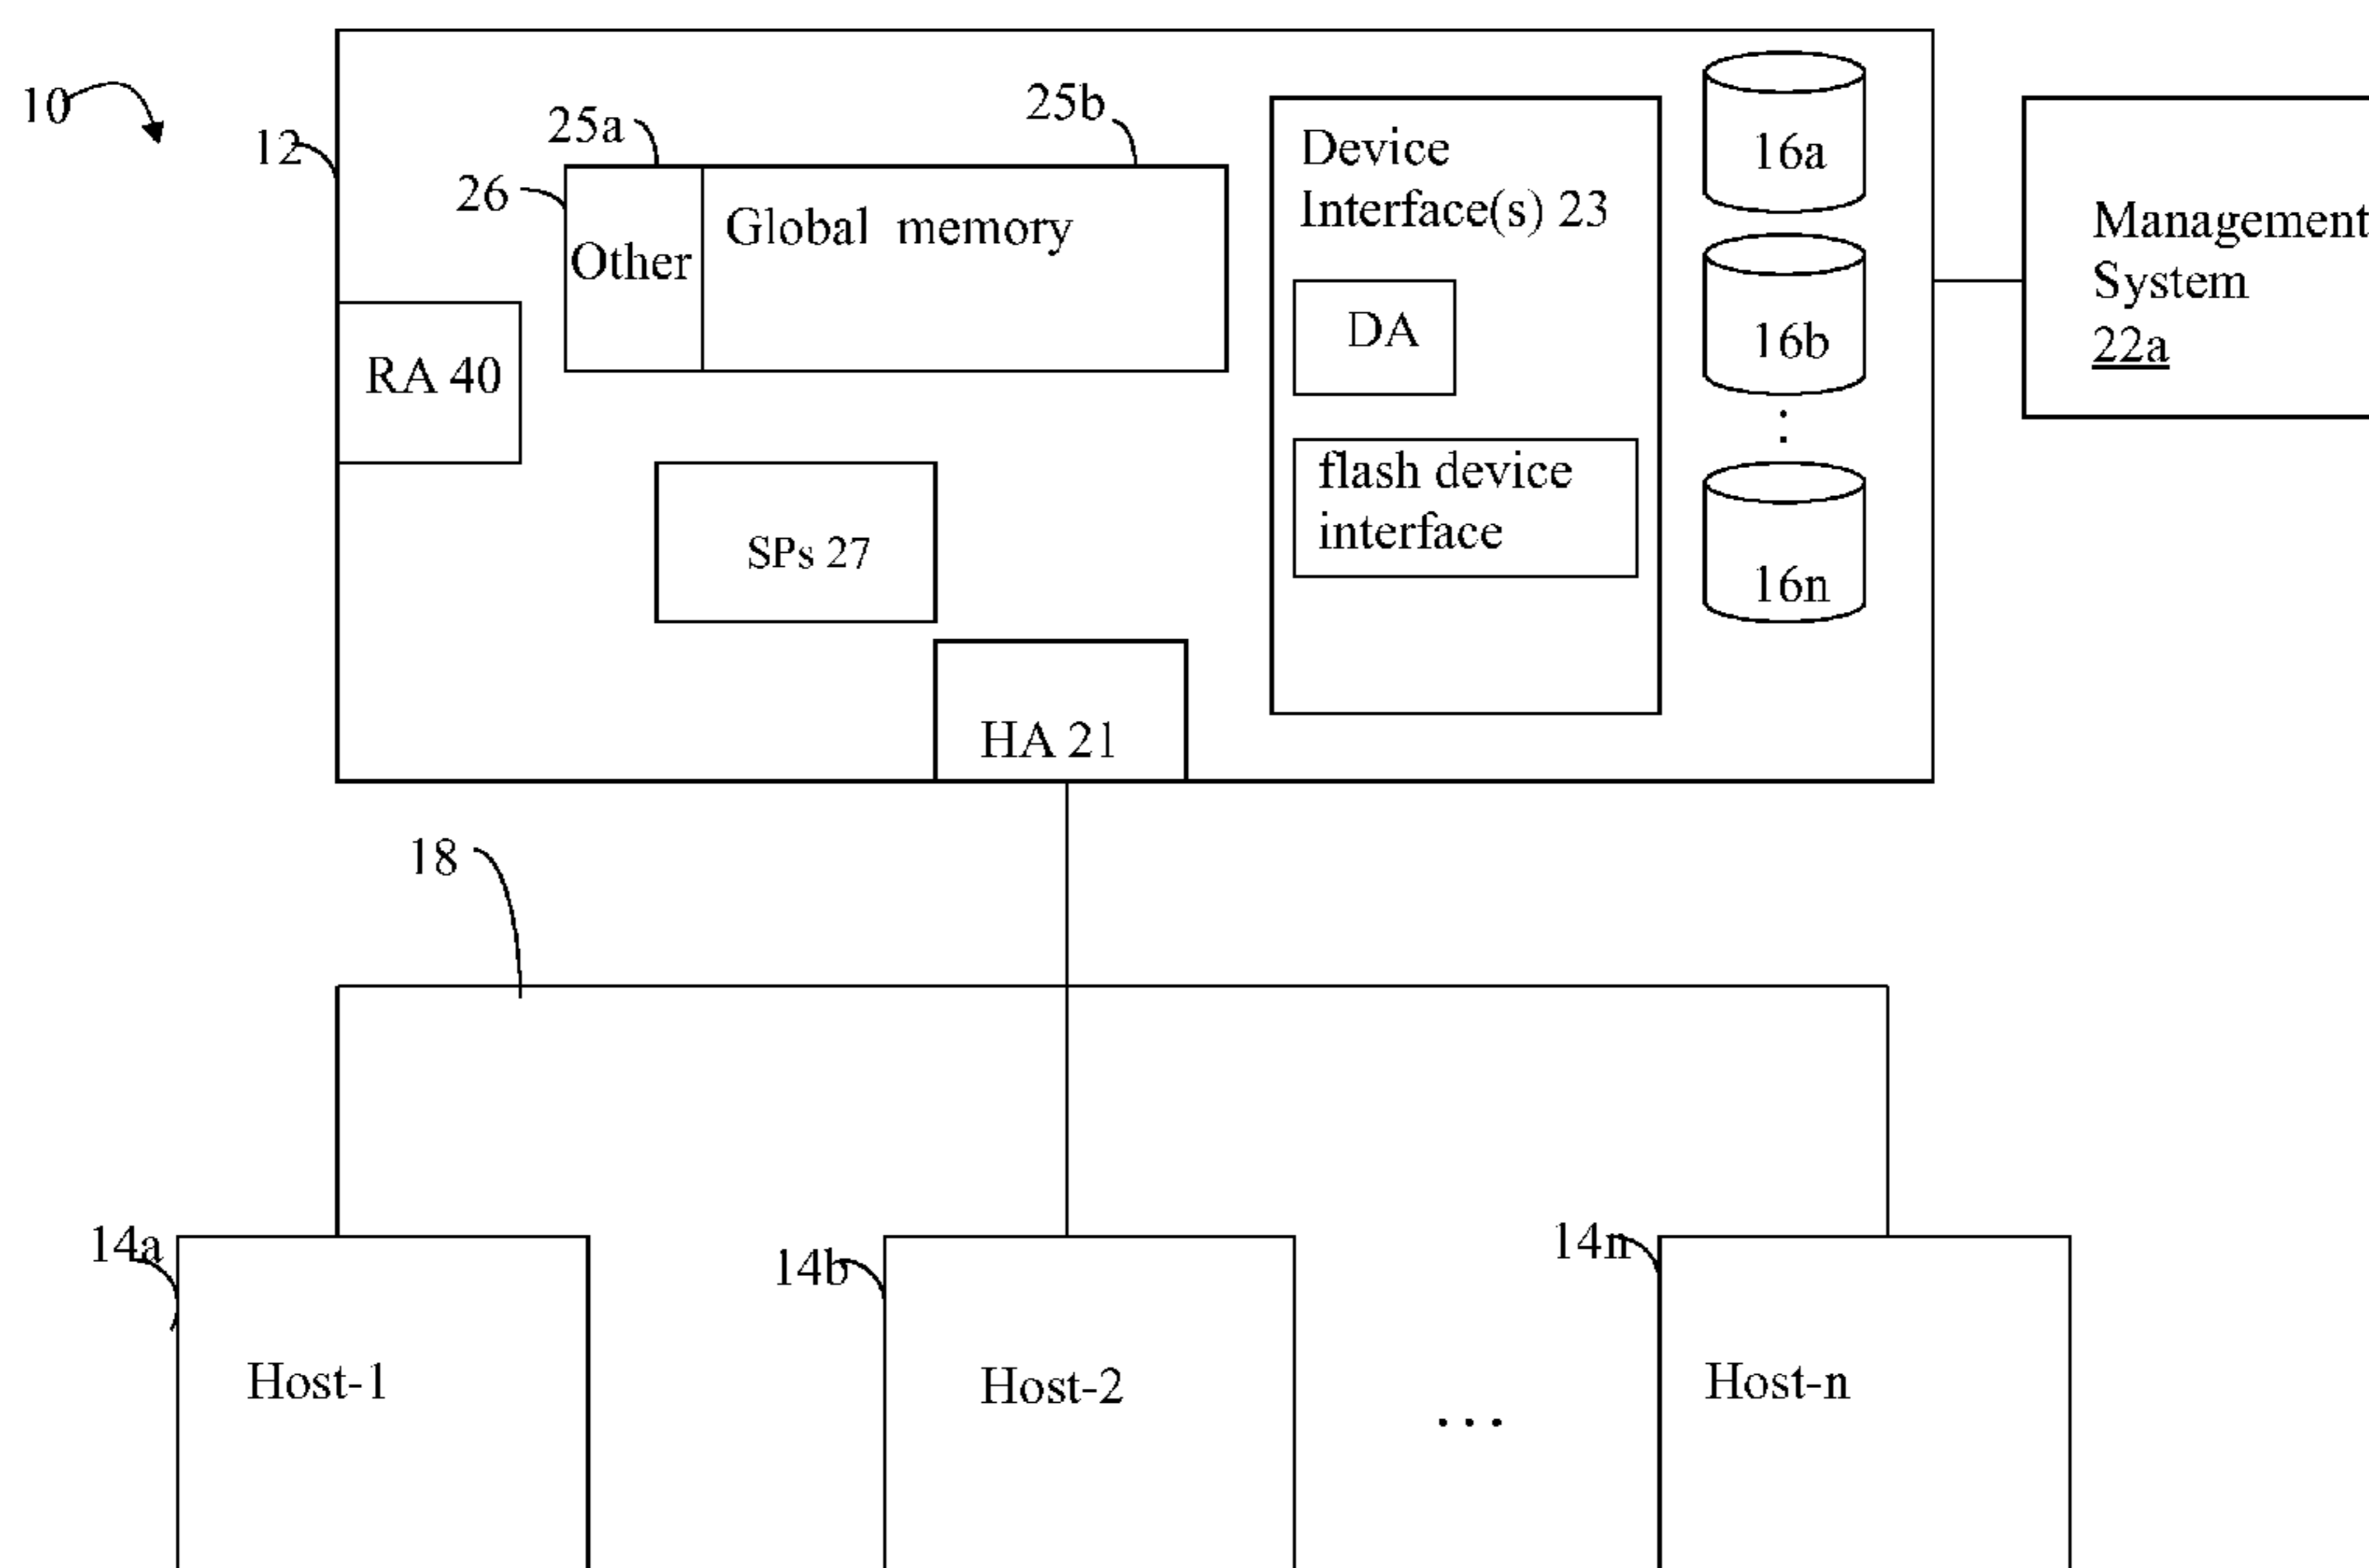 10
12
25a
25b
26
Other
Global memory
Device
Interface(s) 23
DA
flash device
interface
16a
16b
:
16n
Management
System
22a
RA 40
SPs 27
HA 21
18
14a
Host-1
14b
Host-2
...
14n
Host-n